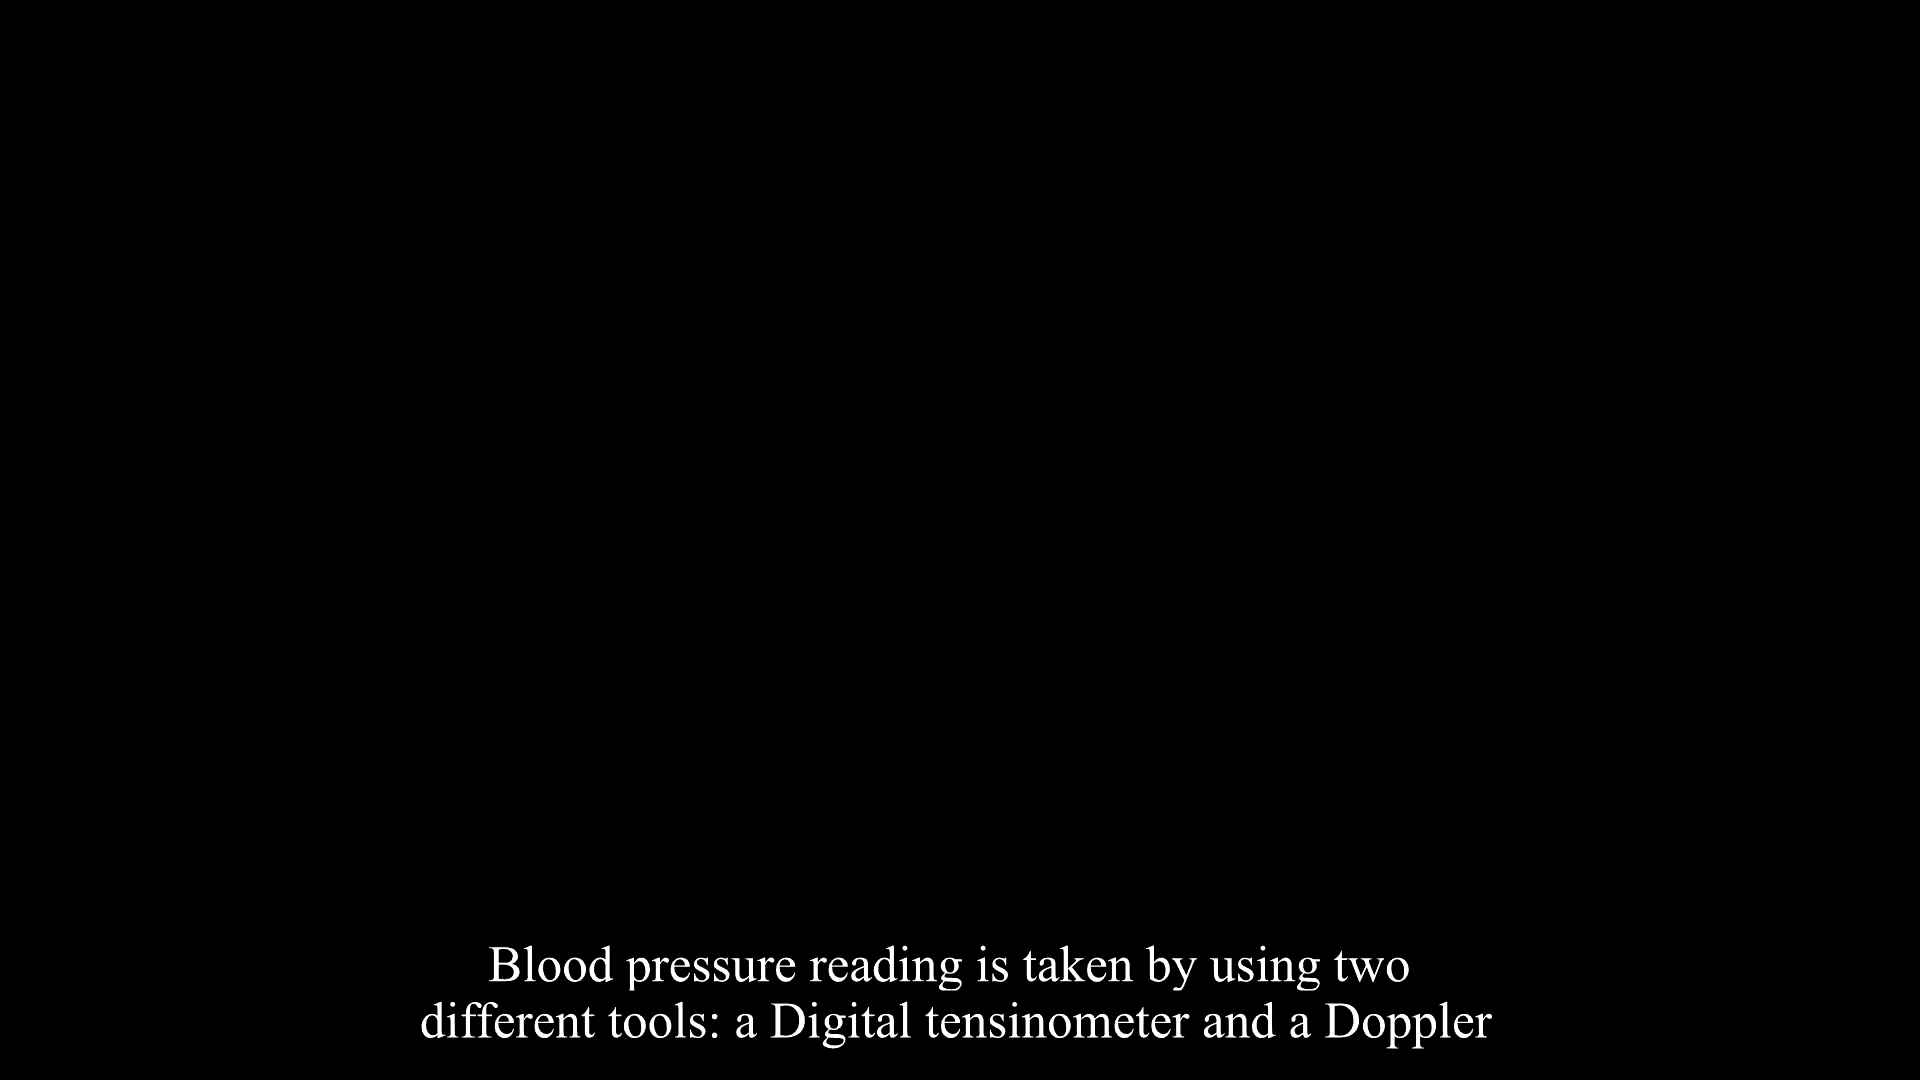 Blood pressure reading is taken by using two
different tools: a Digital tensinometer and a Doppler